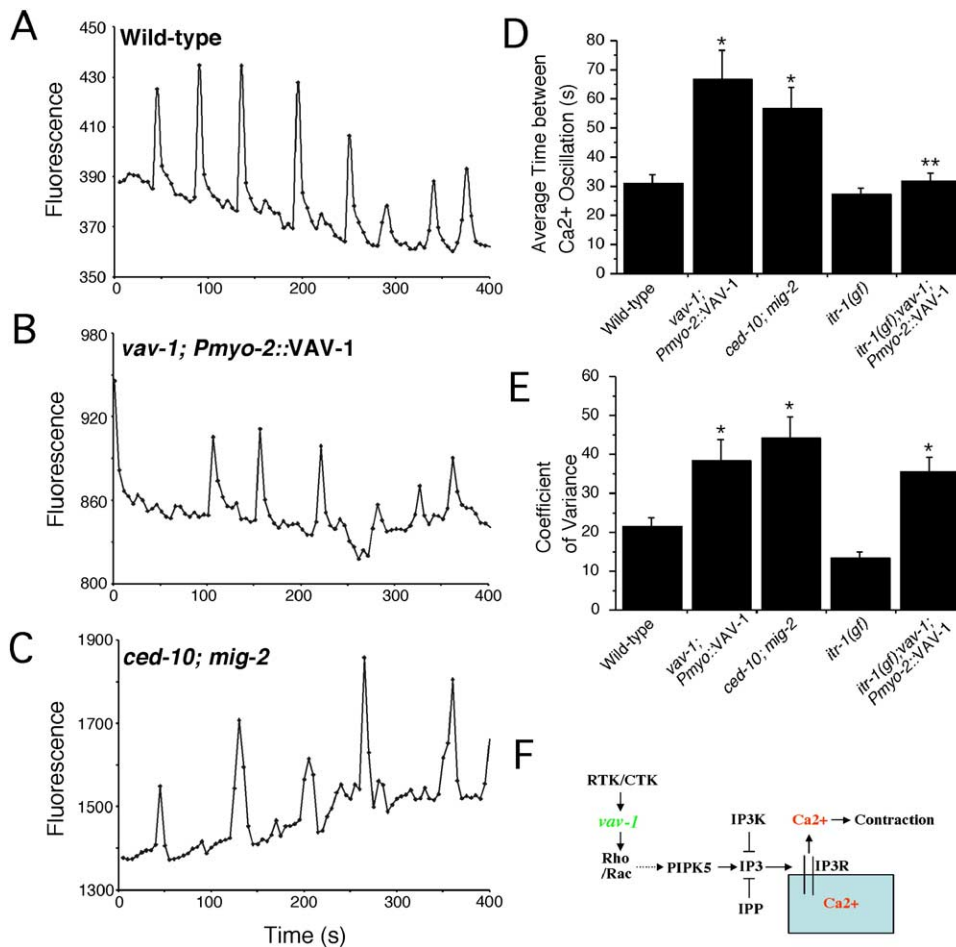 A
Wild-type
Fluorescence
450
430
410
390
370
350
0
100
200
300
400
B
vav-1; Pmyo-2::VAV-1
Fluorescence
980
920
860
800
0
100
200
300
400
C
ced-10; mig-2
Fluorescence
1900
1700
1500
1300
0
100
200
300
400
Time (s)
D
Average Time between
Ca2+ Oscillation (s)
80
70
60
50
40
30
20
10
0
*
*
**
Wild-type
vav-1;
Pmyo-2::VAV-1
ced-10; mig-2
itr-1(gf)
itr-1(gf);vav-1;
Pmyo-2::VAV-1
E
Coefficient
of Variance
60
50
40
30
20
10
0
*
*
*
Wild-type
vav-1;
Pmyo::VAV-1
ced-10; mig-2
itr-1(gf)
itr-1(gf);vav-1;
Pmyo-2::VAV-1
F
RTK/CTK
vav-1
IP3K
Ca2+
Contraction
Rho
/Rac
PIPK5
IP3
IP3R
IPP
Ca2+